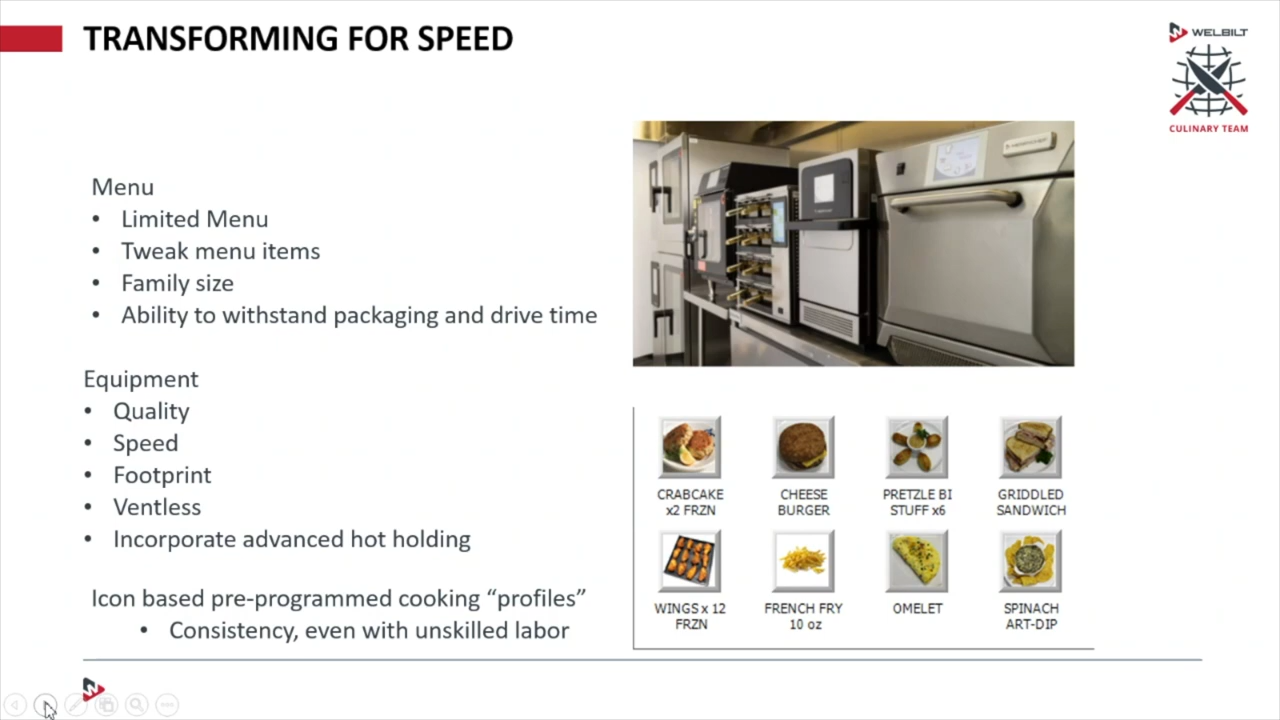 TRANSFORMING FOR SPEED
WELBILT
CULINARY TEAM
Menu
• Limited Menu
• Tweak menu items
• Family size
• Ability to withstand packaging and drive time
Equipment
• Quality
• Speed
• Footprint
• Ventless
• Incorporate advanced hot holding
Icon based pre-programmed cooking “profiles”
• Consistency, even with unskilled labor
CRABCAKE
x2 FRZN
CHEESE
BURGER
PRETZLE BI
STUFF x6
GRIDDLED
SANDWICH
WINGS x 12
FRZN
FRENCH FRY
10 oz
OMELET
SPINACH
ART-DIP